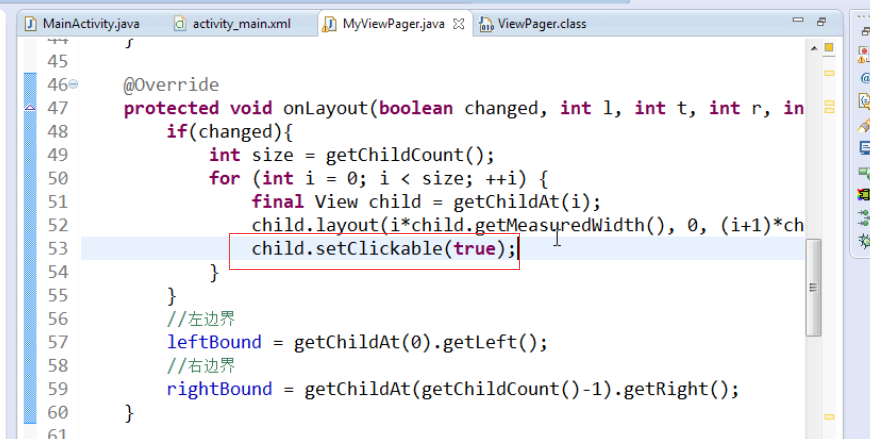 MainActivity.java activity_main.xml MyViewPager.java ViewPager.class
44 }
45
46 @Override
47 protected void onLayout(boolean changed, int l, int t, int r, in
48 if(changed){
49 int size = getChildCount();
50 for (int i = 0; i < size; ++i) {
51 final View child = getChildAt(i);
52 child.layout(i*child.getMeasuredWidth(), 0, (i+1)*ch
53 child.setClickable(true);
54 }
55 }
56 //左边界
57 leftBound = getChildAt(0).getLeft();
58 //右边界
59 rightBound = getChildAt(getChildCount()-1).getRight();
60 }
61